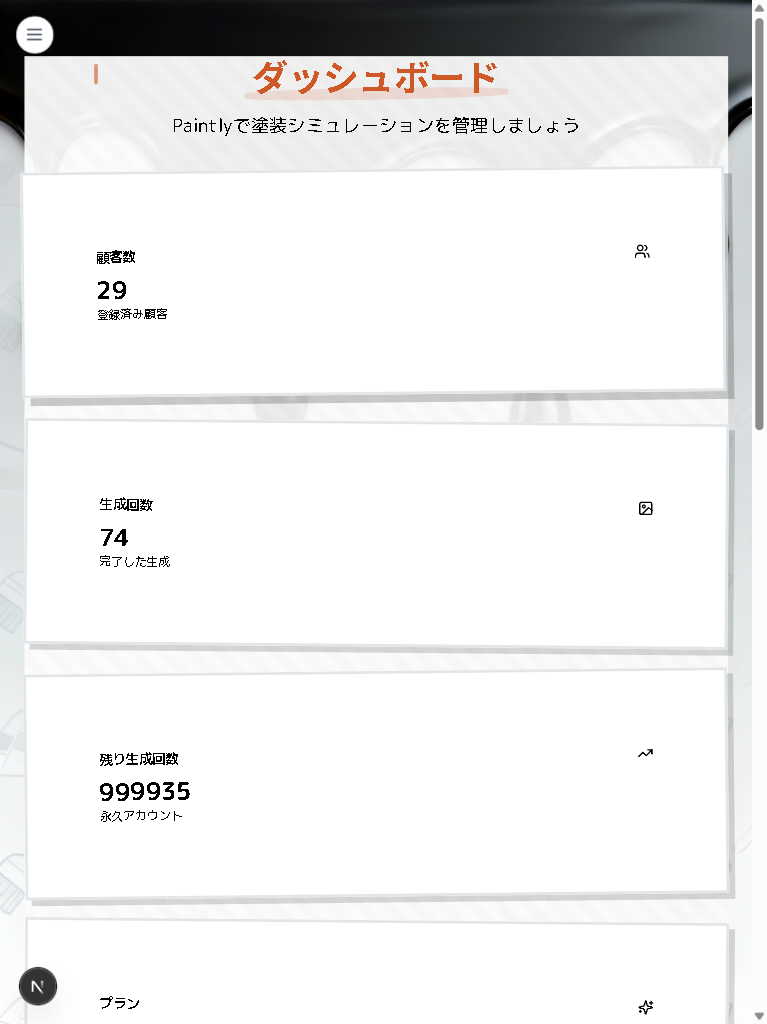 ダッシュボード
Paintlyで塗装シミュレーションを管理しましょう
顧客数
29
登録済み顧客
生成回数
74
完了した生成
残り生成回数
999935
永久アカウント
プラン
N